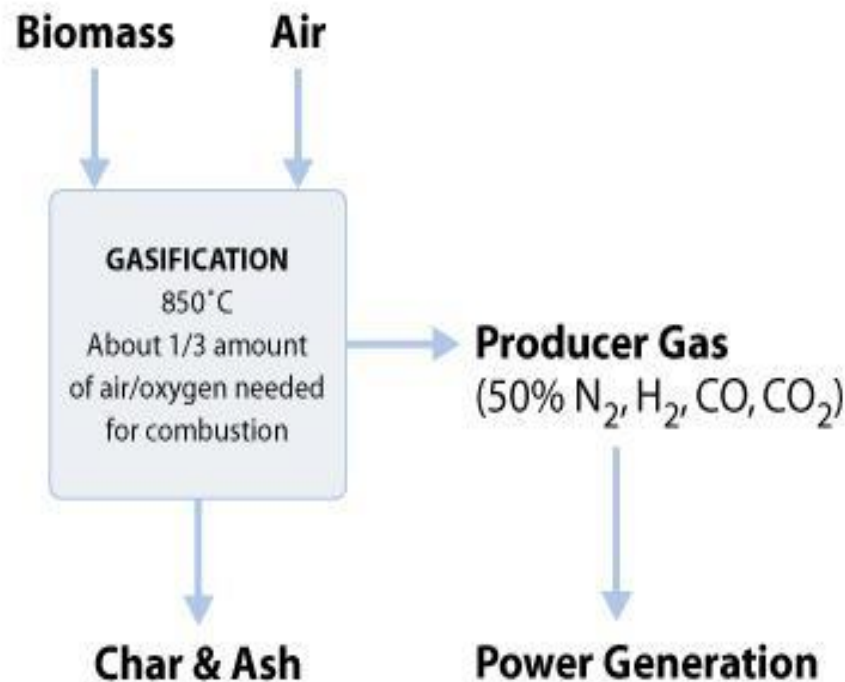 Biomass
Air
GASIFICATION
850°C
About 1/3 amount
of air/oxygen needed
for combustion
Producer Gas
(50% N₂, H₂, CO, CO₂)
Char & Ash
Power Generation